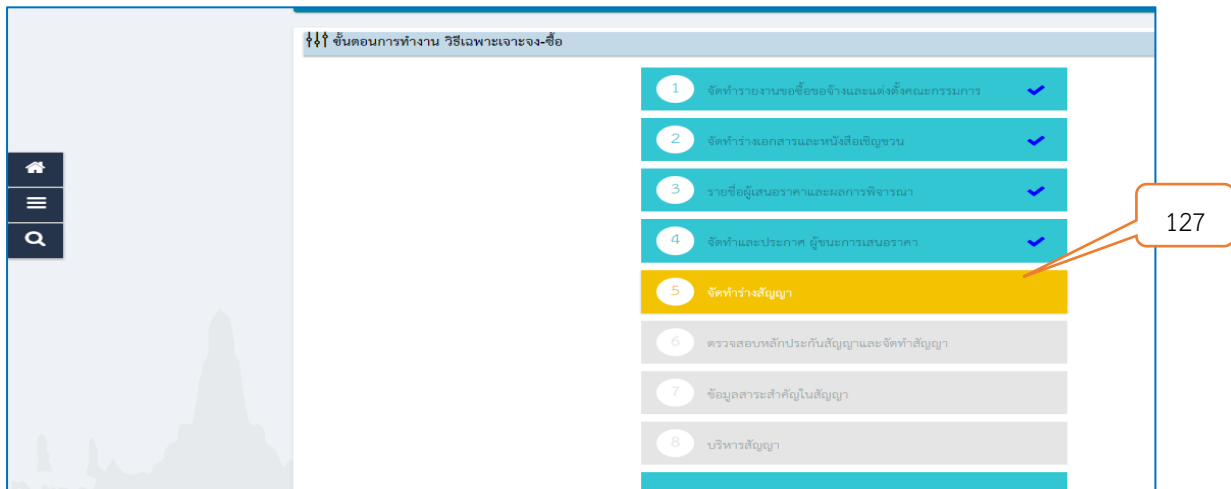 ขั้นตอนการทำงาน วิธีเฉพาะเจาะจง-ซื้อ
1 จัดทำรายงานขอซื้อขอจ้างและแต่งตั้งคณะกรรมการ
2 จัดทำร่างเอกสารและหนังสือเชิญชวน
3 รายชื่อผู้เสนอราคาและผลการพิจารณา
4 จัดทำและประกาศ ผู้ชนะการเสนอราคา
127
5 จัดทำร่างสัญญา
6 ตรวจสอบหลักประกันสัญญาและจัดทำสัญญา
7 ข้อมูลสาระสำคัญในสัญญา
8 บริหารสัญญา